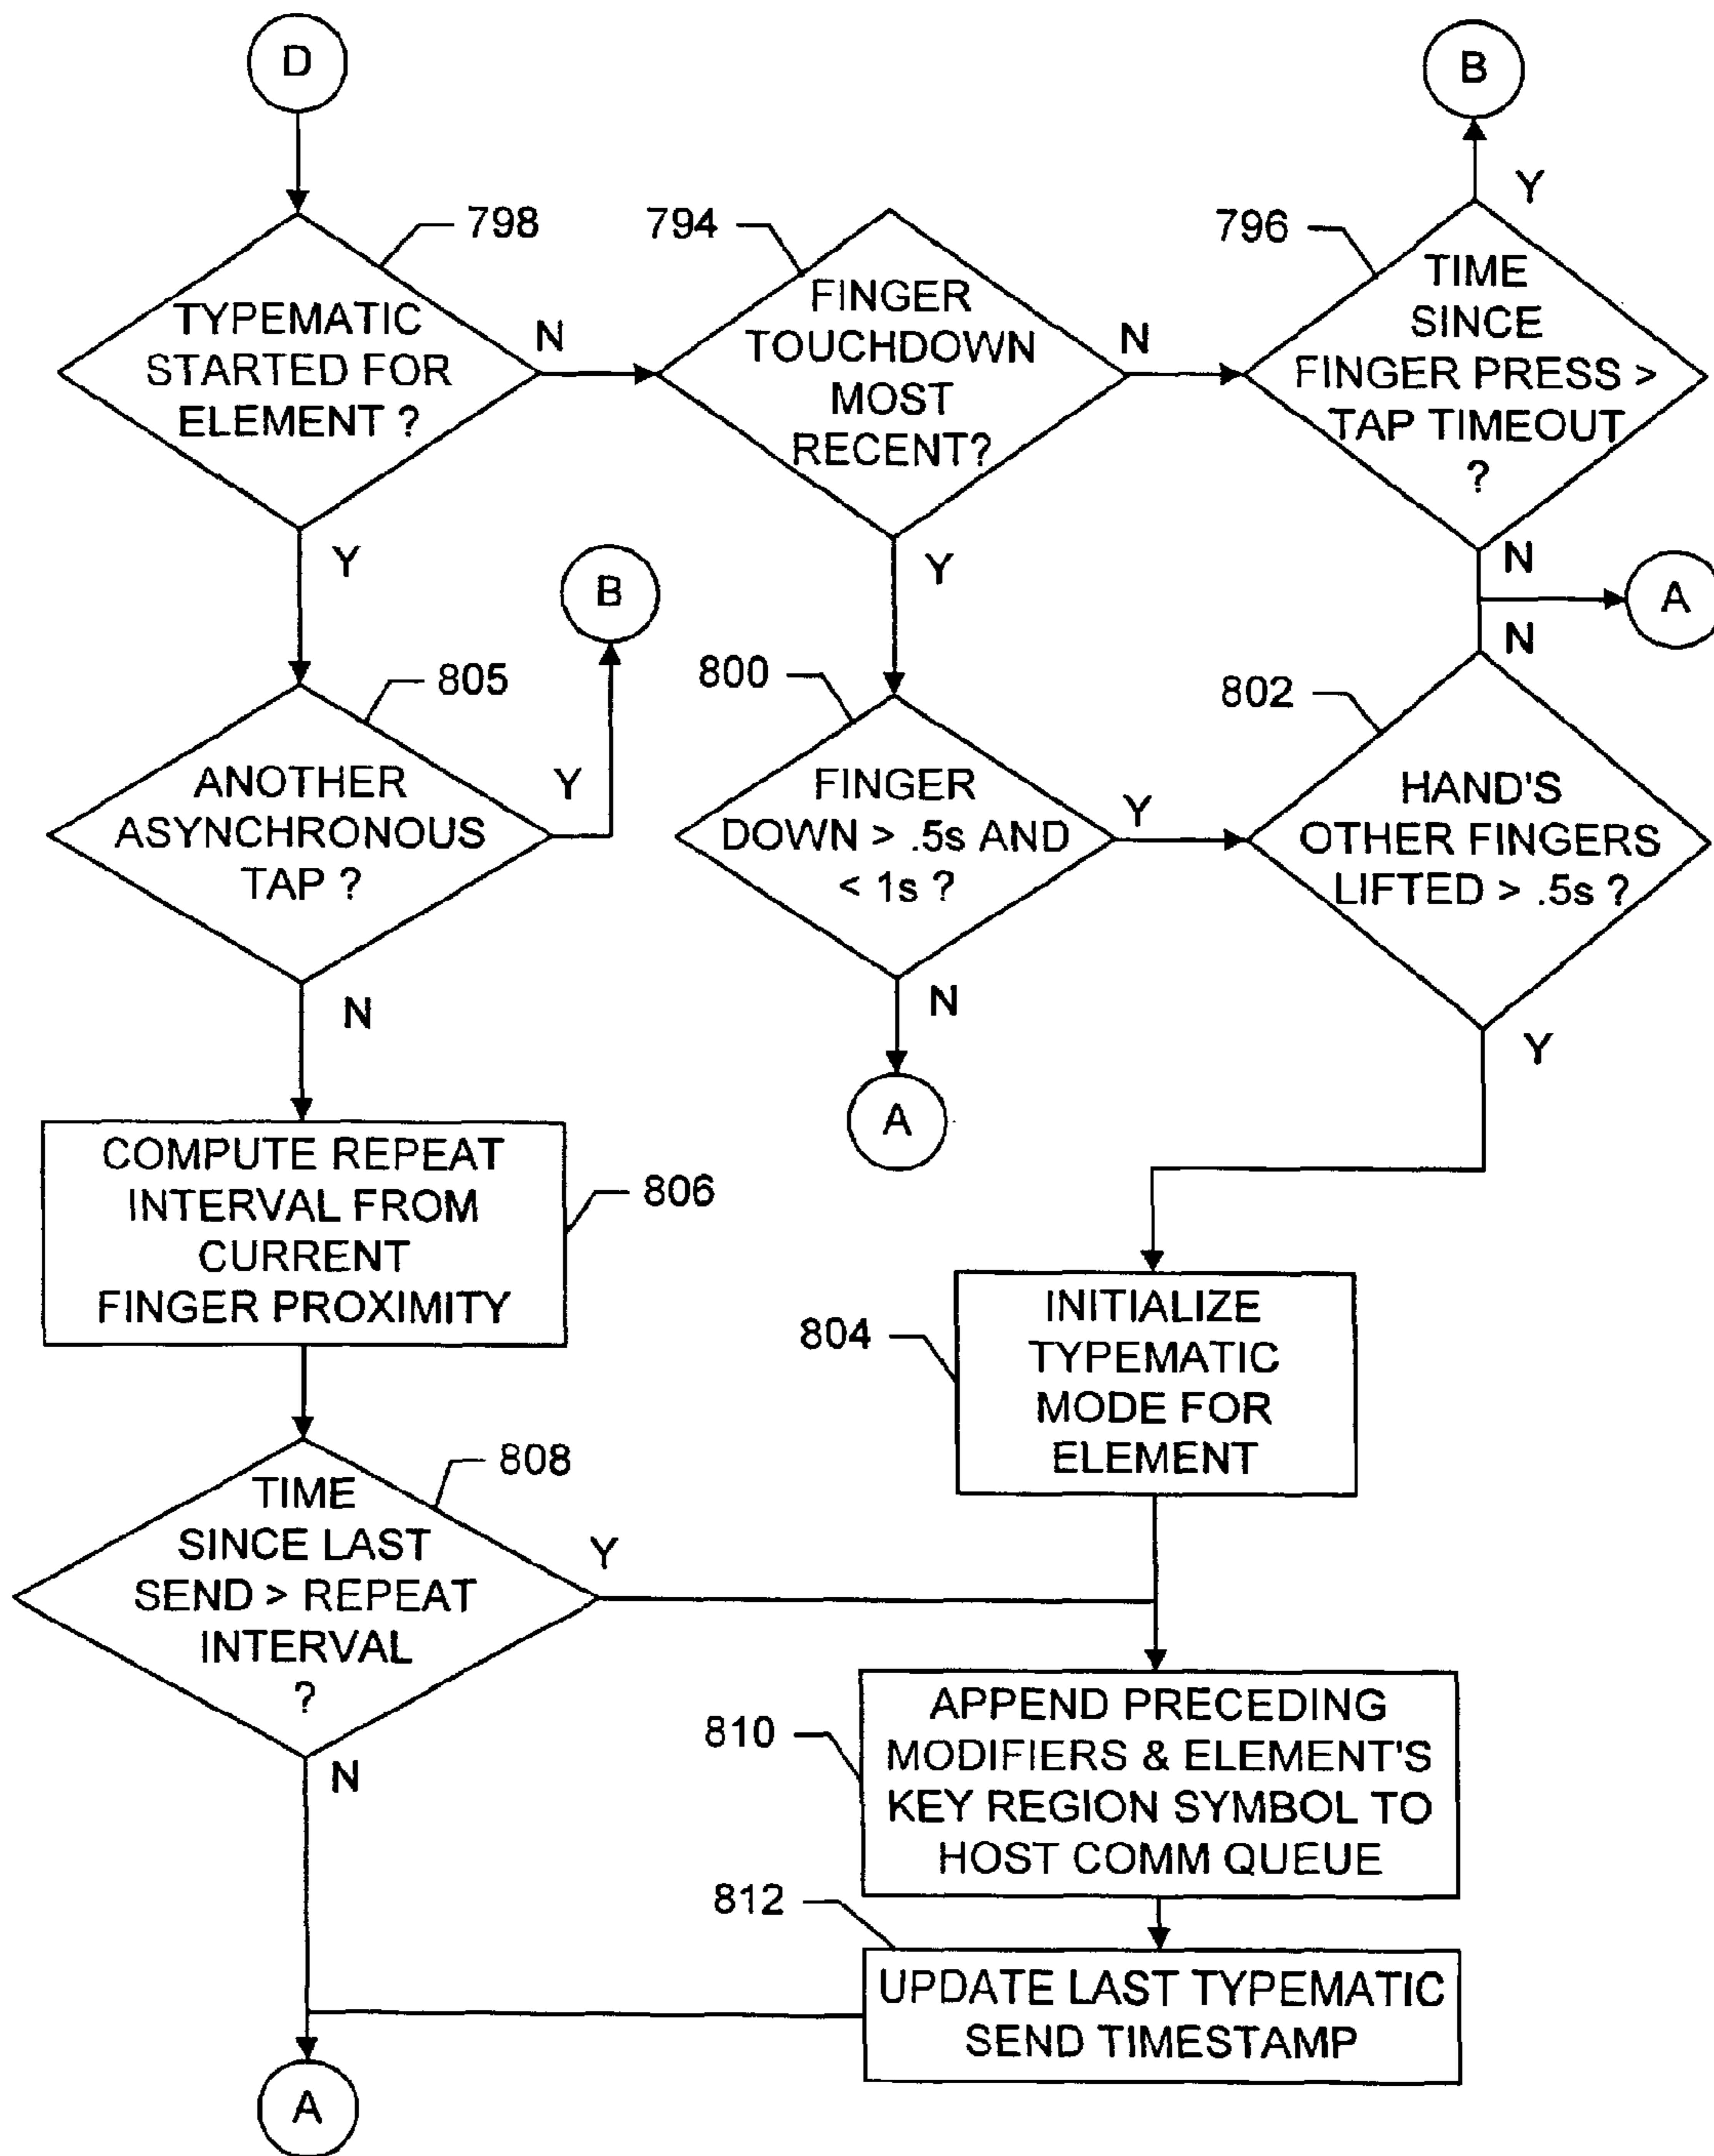 D
B
798
794
796
TYPEMATIC
STARTED FOR
ELEMENT ?
N
Y
FINGER
TOUCHDOWN
MOST
RECENT?
N
Y
TIME
SINCE
FINGER PRESS >
TAP TIMEOUT
?
Y
N
B
A
805
800
802
ANOTHER
ASYNCHRONOUS
TAP ?
Y
N
FINGER
DOWN > .5s AND
< 1s ?
Y
N
HAND'S
OTHER FINGERS
LIFTED > .5s ?
N
Y
A
COMPUTE REPEAT
INTERVAL FROM
CURRENT
FINGER PROXIMITY
806
804
INITIALIZE
TYPEMATIC
MODE FOR
ELEMENT
808
TIME
SINCE LAST
SEND > REPEAT
INTERVAL
?
Y
N
810
APPEND PRECEDING
MODIFIERS & ELEMENT'S
KEY REGION SYMBOL TO
HOST COMM QUEUE
812
UPDATE LAST TYPEMATIC
SEND TIMESTAMP
A